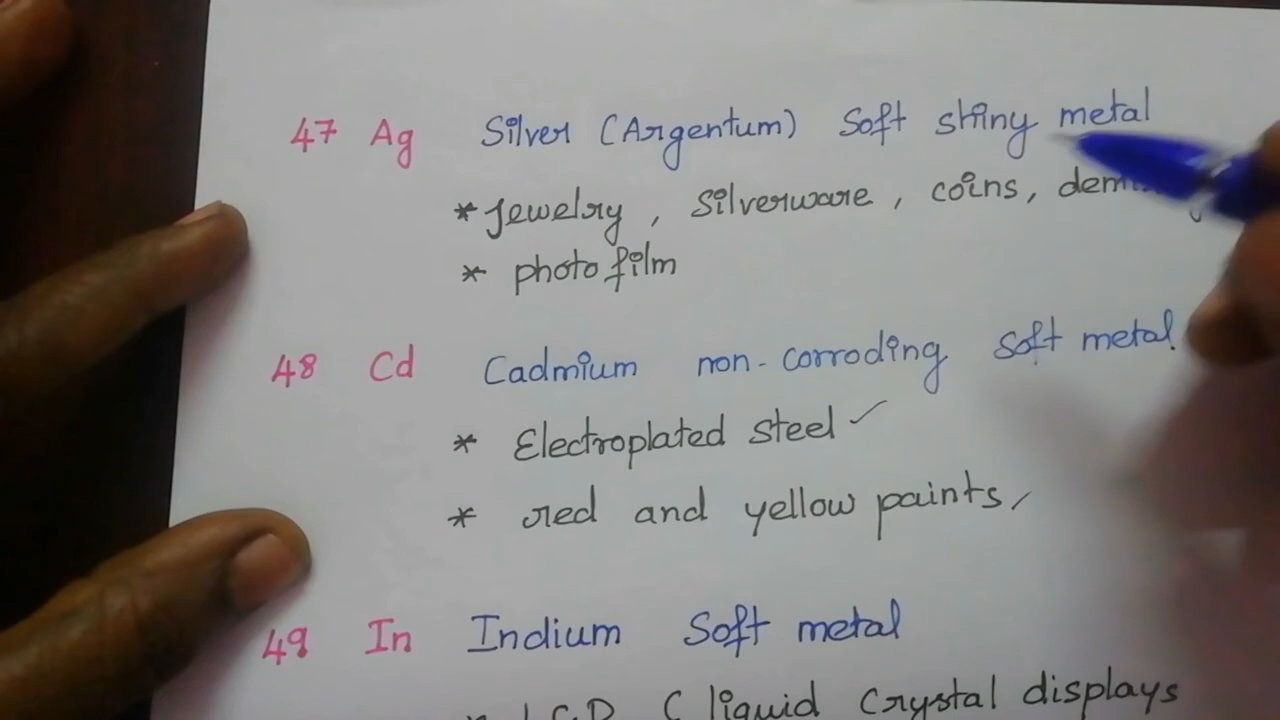 47 Ag Silver (Argentum) Soft shiny metal
* Jewelry, Silverware, coins,
* photo film
48 Cd Cadmium non-corroding Soft metal.
* Electroplated steel ✓
* red and yellow paints,
49 In Indium Soft metal
LCD ( liquid Crystal displays